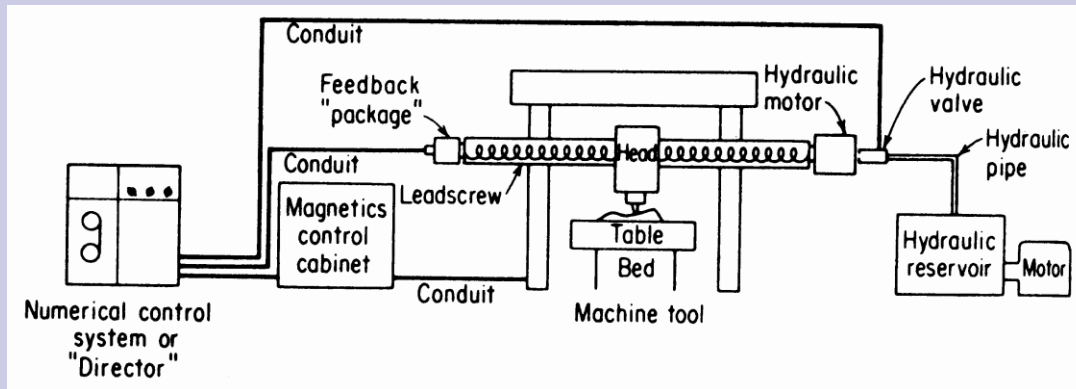 Conduit
Feedback
"package"
Hydraulic
motor
Hydraulic
valve
Hydraulic
pipe
Conduit
Leadscrew
Head
Magnetics
control
cabinet
Table
Bed
Conduit
Machine tool
Hydraulic
reservoir
Motor
Numerical control
system or
"Director"